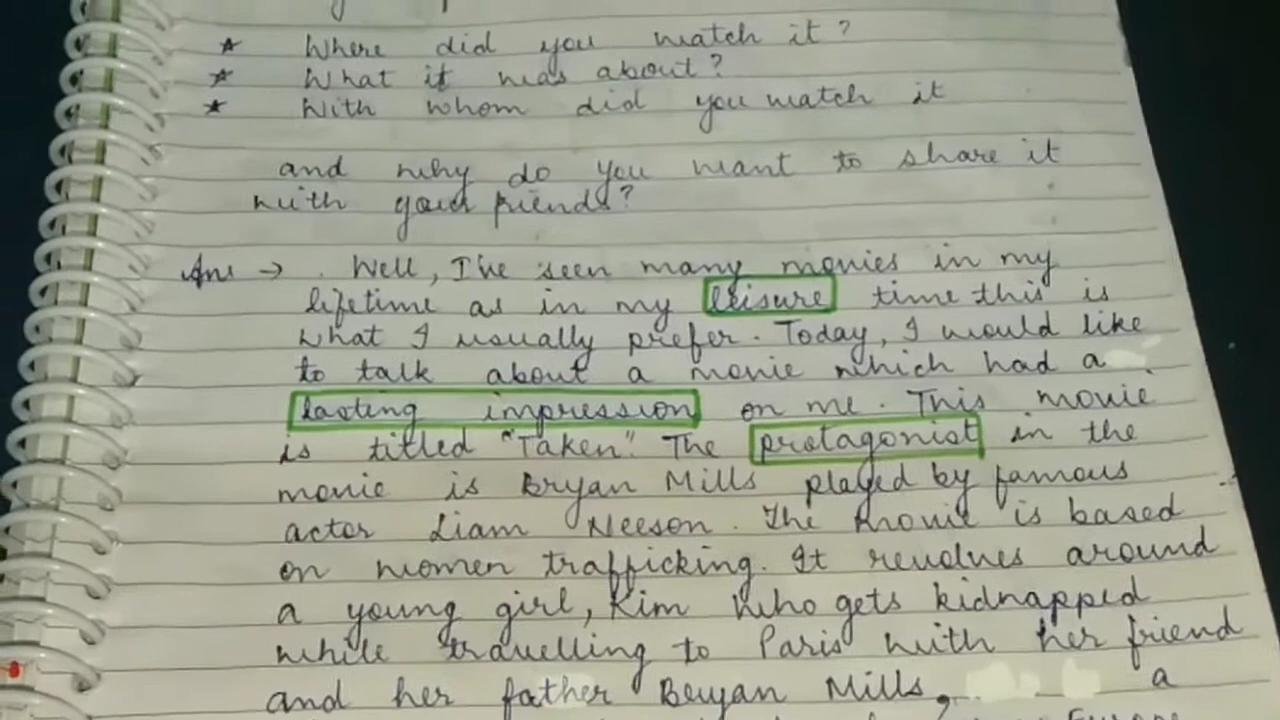 * Where did you watch it?
* What it was about?
* With whom did you watch it
and why do you want to share it
with your friends?
Ans → . Well, I've seen many movies in my
lifetime as in my leisure time this is
what I usually prefer. Today, I would like
to talk about a movie which had a
lasting impression on me. This movie
is titled "Taken". The protagonist in the
movie is Bryan Mills played by famous
actor Liam Neeson. The movie is based
on women trafficking. It revolves around
a young girl, Kim who gets kidnapped
while travelling to Paris with her friend
and her father Bryan Mills, a
Europe